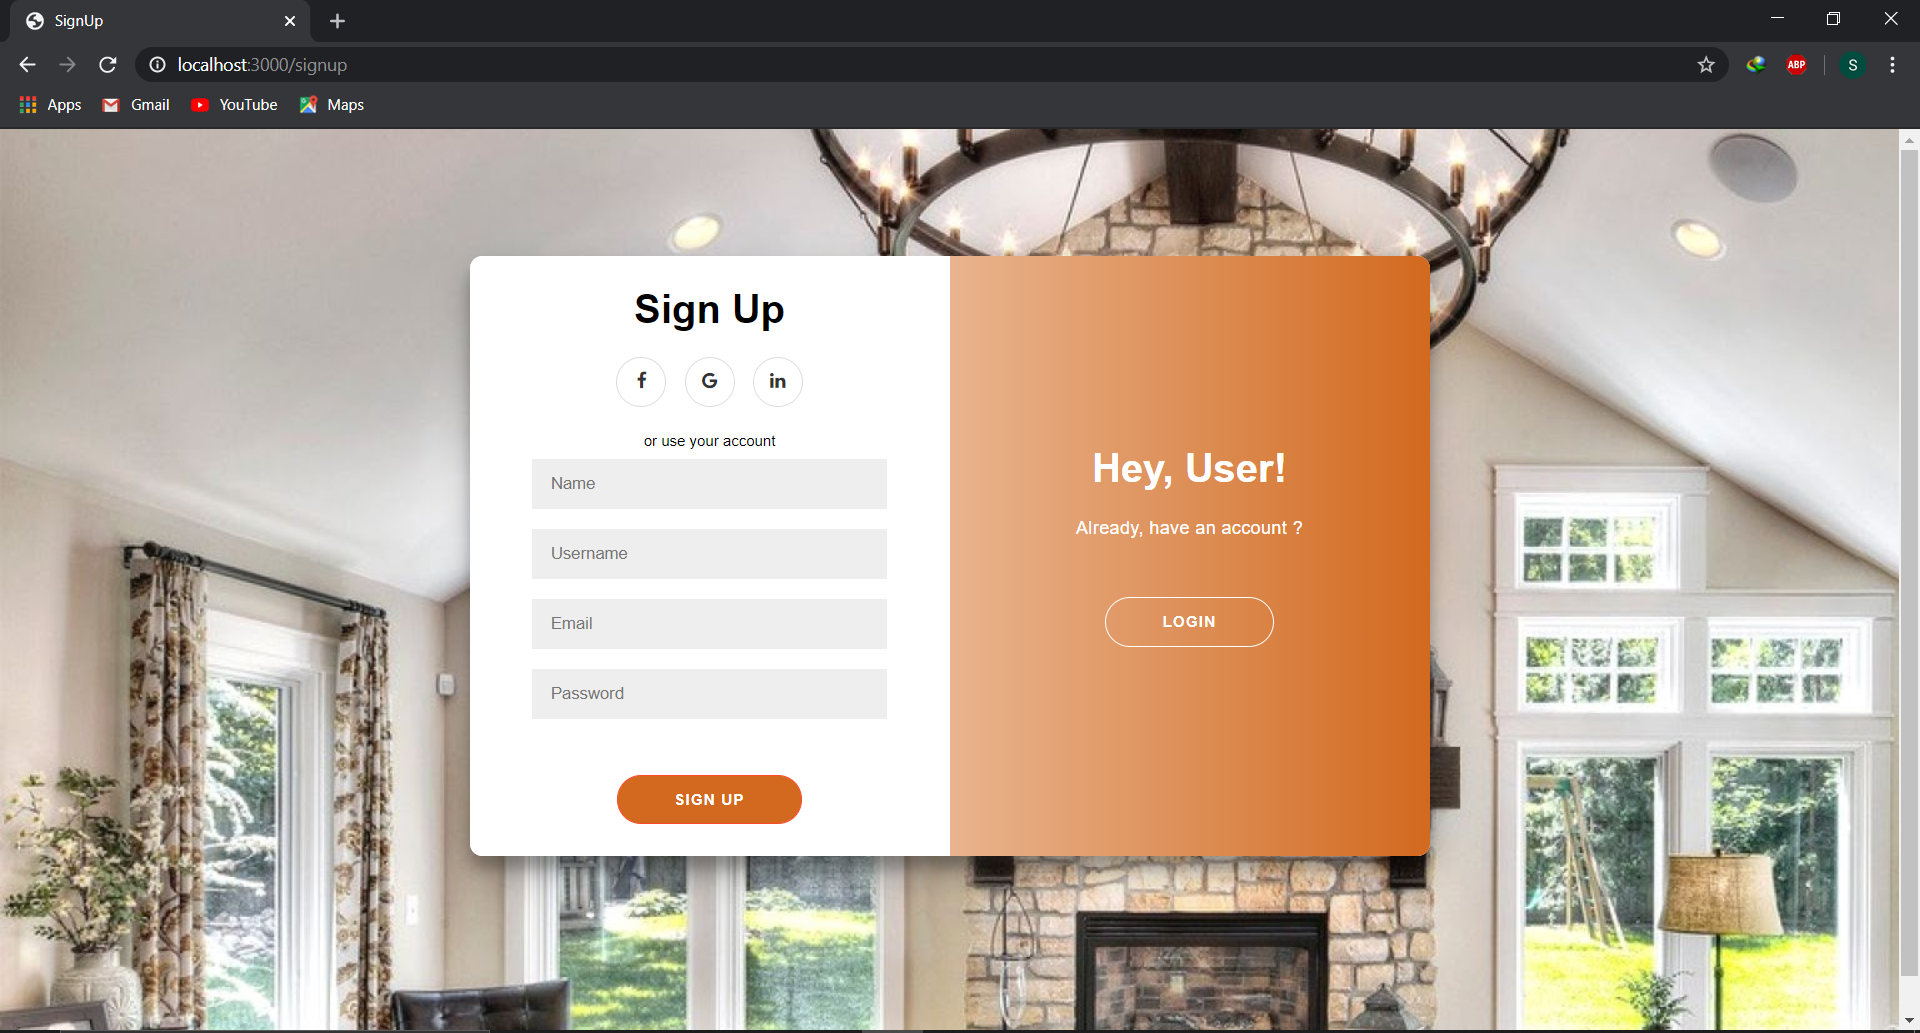 SignUp
localhost:3000/signup
ABP
S
Apps
Gmail
YouTube
Maps
Sign Up
f
G
in
or use your account
Name
Username
Email
Password
SIGN UP
Hey, User!
Already, have an account ?
LOGIN